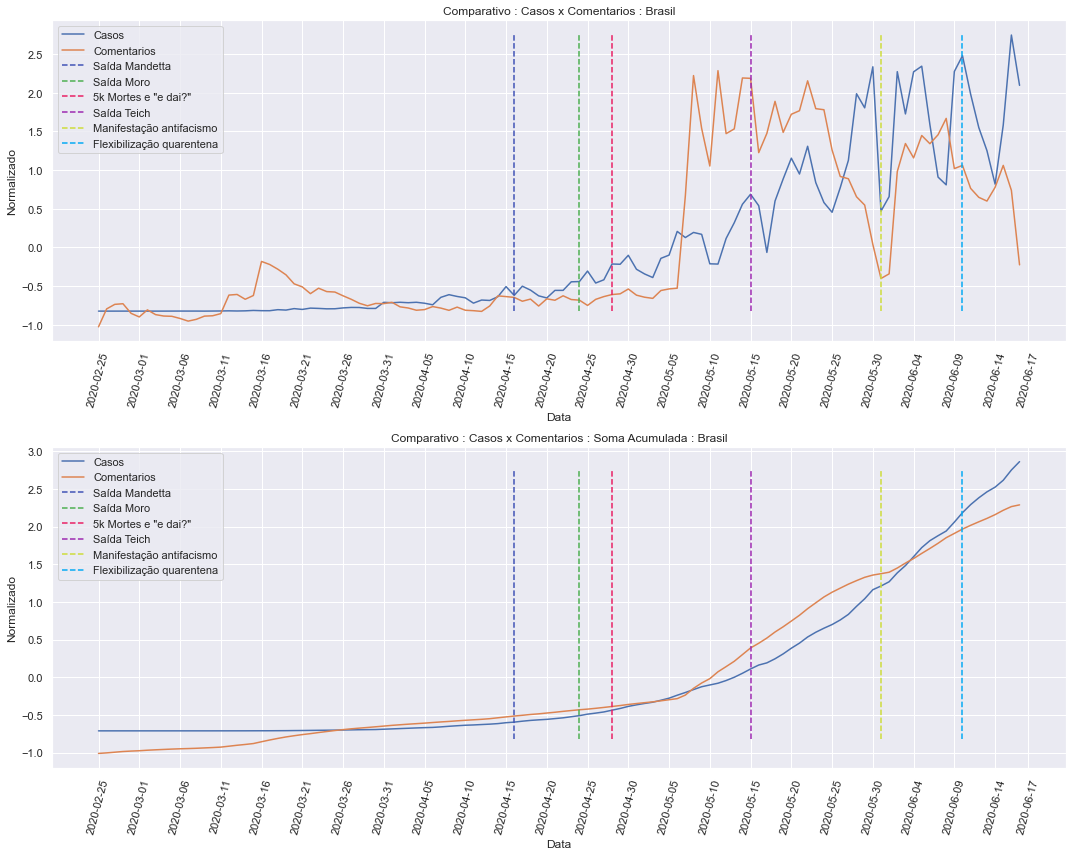 Comparativo : Casos x Comentarios : Brasil
Casos
Comentarios
Saída Mandetta
Saída Moro
5k Mortes e "e dai?"
Saída Teich
Manifestação antifacismo
Flexibilização quarentena
Normalizado
2.5
2.0
1.5
1.0
0.5
0.0
−0.5
−1.0
2020-02-25
2020-03-01
2020-03-06
2020-03-11
2020-03-16
2020-03-21
2020-03-26
2020-03-31
2020-04-05
2020-04-10
2020-04-15
2020-04-20
2020-04-25
2020-04-30
2020-05-05
2020-05-10
2020-05-15
2020-05-20
2020-05-25
2020-05-30
2020-06-04
2020-06-09
2020-06-14
2020-06-17
Data
Comparativo : Casos x Comentarios : Soma Acumulada : Brasil
Casos
Comentarios
Saída Mandetta
Saída Moro
5k Mortes e "e dai?"
Saída Teich
Manifestação antifacismo
Flexibilização quarentena
Normalizado
3.0
2.5
2.0
1.5
1.0
0.5
0.0
−0.5
−1.0
2020-02-25
2020-03-01
2020-03-06
2020-03-11
2020-03-16
2020-03-21
2020-03-26
2020-03-31
2020-04-05
2020-04-10
2020-04-15
2020-04-20
2020-04-25
2020-04-30
2020-05-05
2020-05-10
2020-05-15
2020-05-20
2020-05-25
2020-05-30
2020-06-04
2020-06-09
2020-06-14
2020-06-17
Data